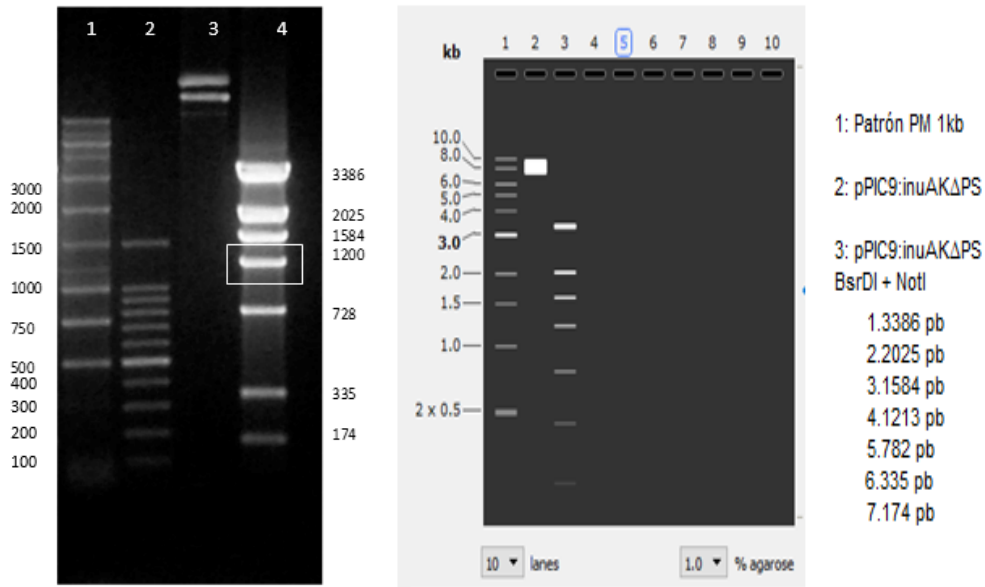 1 2 3 4
3000
2000
1500
1000
750
500
400
300
200
100
3386
2025
1584
1200
728
335
174
kb 1 2 3 4 5 6 7 8 9 10
10.0
8.0
6.0
5.0
4.0
3.0
2.0
1.5
1.0
2 x 0.5
10 lanes 1.0 % agarose
1: Patrón PM 1kb
2: pPIC9:inuAKΔPS
3: pPIC9:inuAKΔPS
BsrDI + NotI
1.3386 pb
2.2025 pb
3.1584 pb
4.1213 pb
5.782 pb
6.335 pb
7.174 pb